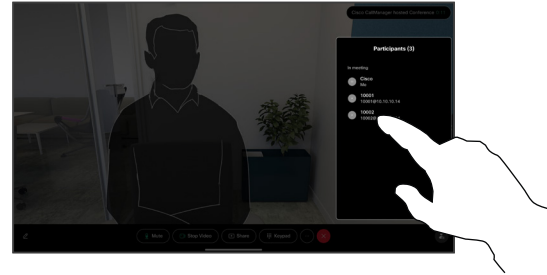 Cisco CallManager Hosted Conference
Participants (3)
In meeting
Cisco
Me
10001
10001@10.10.10.14
10002
Mute
Stop Video
Share
Keypad